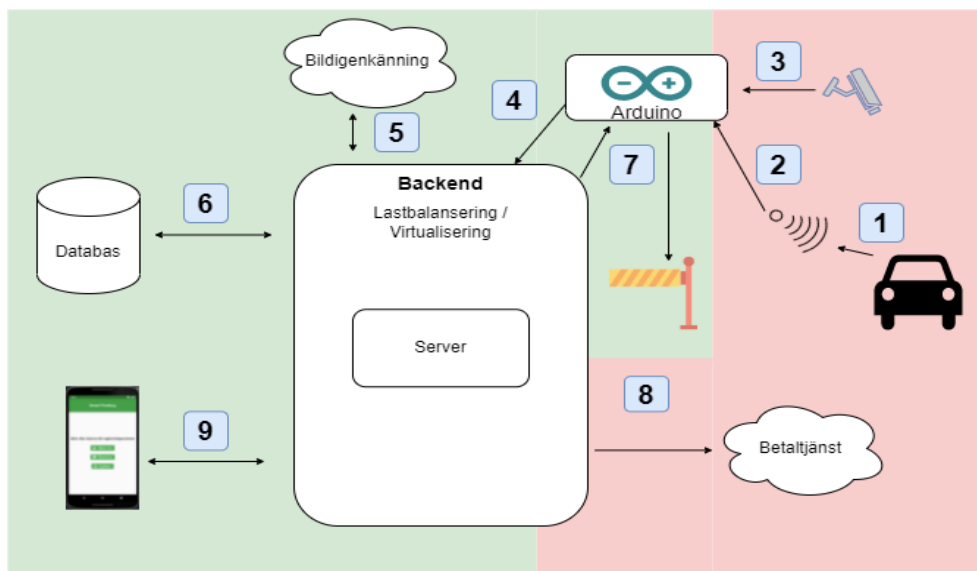 Bildigenkänning
3
4
Arduino
5
7
2
Backend
Lastbalansering /
Virtualisering
6
1
Databas
Server
8
9
Betaltjänst